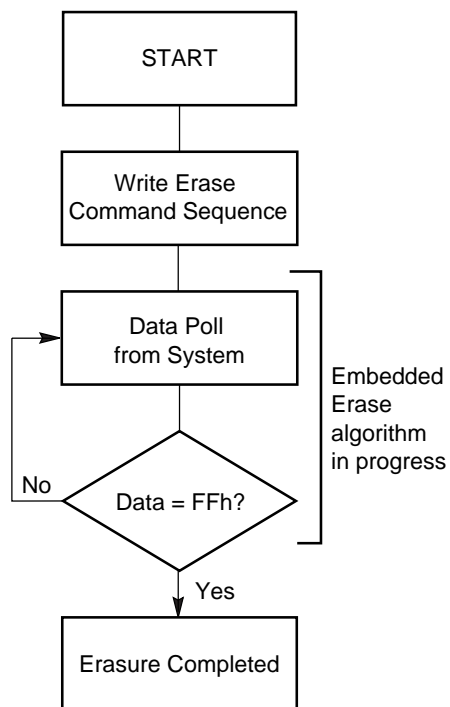 START
Write Erase
Command Sequence
Data Poll
from System
Embedded
Erase
algorithm
in progress
No
Data = FFh?
Yes
Erasure Completed